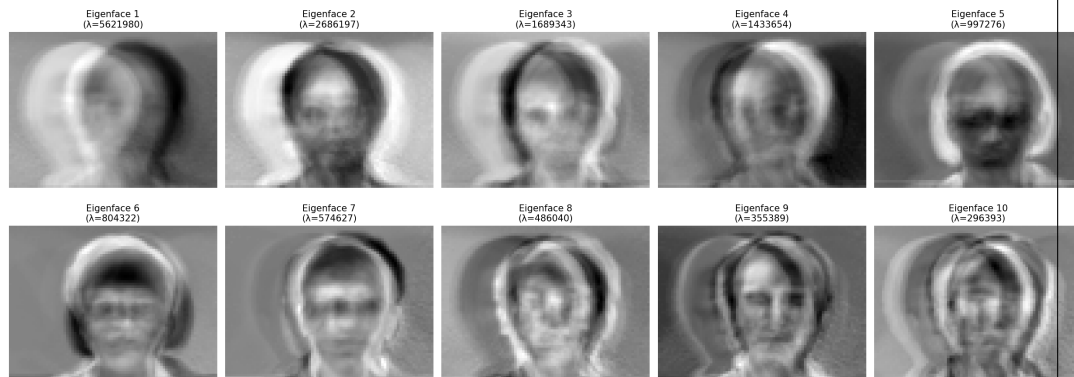 Eigenface 1
(λ=5621980)
Eigenface 2
(λ=2686197)
Eigenface 3
(λ=1689343)
Eigenface 4
(λ=1433654)
Eigenface 5
(λ=997276)
Eigenface 6
(λ=804322)
Eigenface 7
(λ=574627)
Eigenface 8
(λ=486040)
Eigenface 9
(λ=355389)
Eigenface 10
(λ=296393)